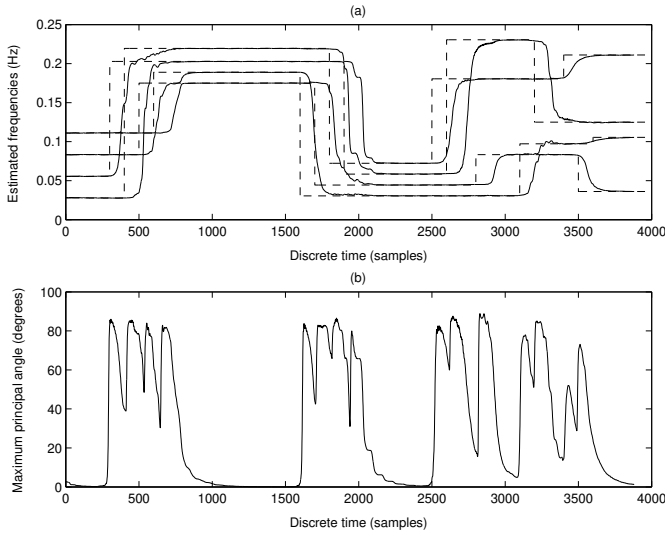 (a)
Estimated frequencies (Hz)
0.25
0.2
0.15
0.1
0.05
0
0 500 1000 1500 2000 2500 3000 3500 4000
Discrete time (samples)
(b)
Maximum principal angle (degrees)
100
80
60
40
20
0
0 500 1000 1500 2000 2500 3000 3500 4000
Discrete time (samples)